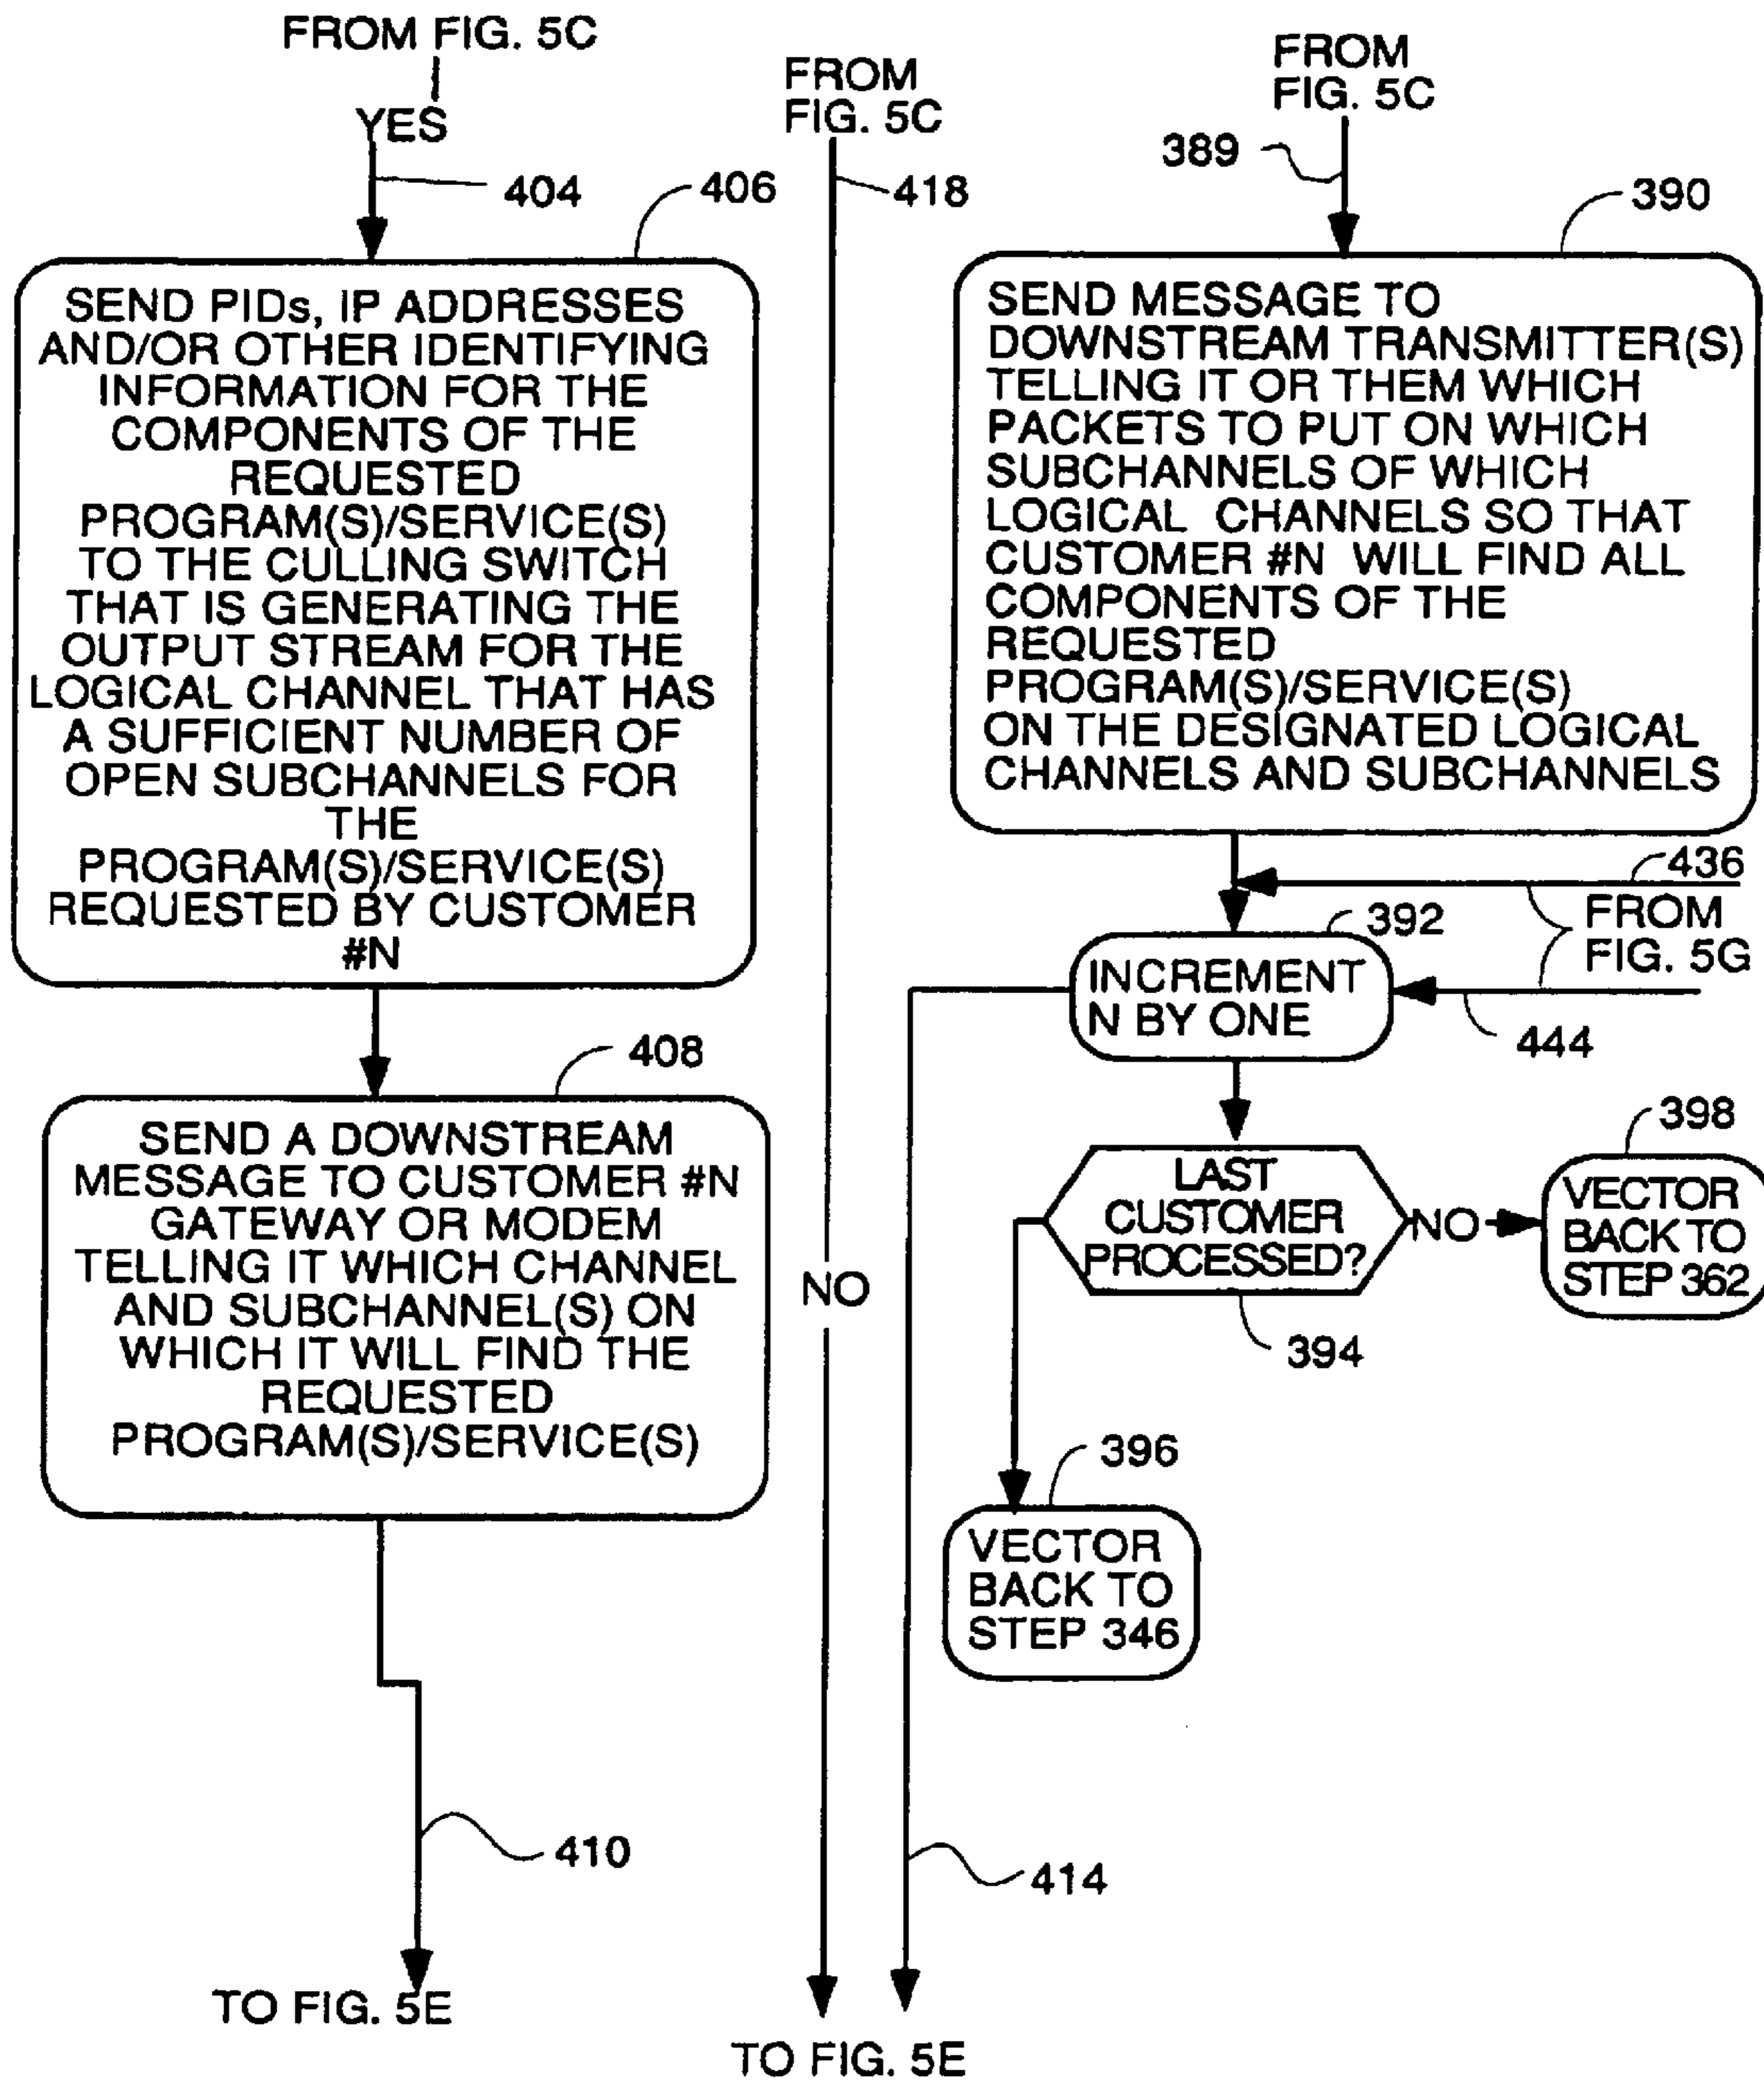 FROM FIG. 5C
YES
404
406
SEND PIDs, IP ADDRESSES
AND/OR OTHER IDENTIFYING
INFORMATION FOR THE
COMPONENTS OF THE
REQUESTED
PROGRAM(S)/SERVICE(S)
TO THE CULLING SWITCH
THAT IS GENERATING THE
OUTPUT STREAM FOR THE
LOGICAL CHANNEL THAT HAS
A SUFFICIENT NUMBER OF
OPEN SUBCHANNELS FOR
THE
PROGRAM(S)/SERVICE(S)
REQUESTED BY CUSTOMER
#N
408
SEND A DOWNSTREAM
MESSAGE TO CUSTOMER #N
GATEWAY OR MODEM
TELLING IT WHICH CHANNEL
AND SUBCHANNEL(S) ON
WHICH IT WILL FIND THE
REQUESTED
PROGRAM(S)/SERVICE(S)
410
TO FIG. 5E
FROM
FIG. 5C
418
NO
FROM
FIG. 5C
389
390
SEND MESSAGE TO
DOWNSTREAM TRANSMITTER(S)
TELLING IT OR THEM WHICH
PACKETS TO PUT ON WHICH
SUBCHANNELS OF WHICH
LOGICAL CHANNELS SO THAT
CUSTOMER #N WILL FIND ALL
COMPONENTS OF THE
REQUESTED
PROGRAM(S)/SERVICE(S)
ON THE DESIGNATED LOGICAL
CHANNELS AND SUBCHANNELS
436
392
FROM
FIG. 5G
INCREMENT
N BY ONE
444
LAST
CUSTOMER
PROCESSED?
394
NO
398
VECTOR
BACK TO
STEP 362
396
VECTOR
BACK TO
STEP 346
414
TO FIG. 5E